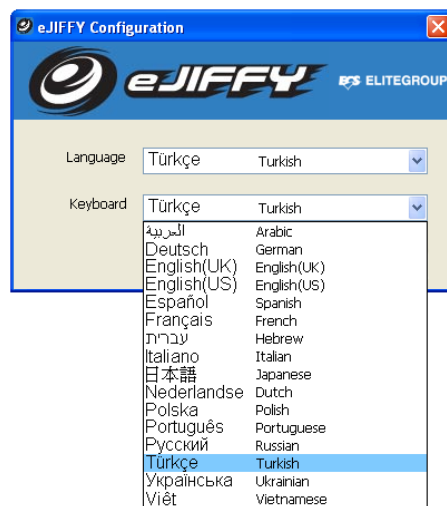 eJIFFY Configuration
eJIFFY ECS ELITEGROUP
Language Türkçe Turkish
Keyboard Türkçe Turkish
العربية Arabic
Deutsch German
English(UK) English(UK)
English(US) English(US)
Español Spanish
Français French
עברית Hebrew
Italiano Italian
日本語 Japanese
Nederlandse Dutch
Polska Polish
Português Portuguese
Русский Russian
Türkçe Turkish
Українська Ukrainian
Việt Vietnamese